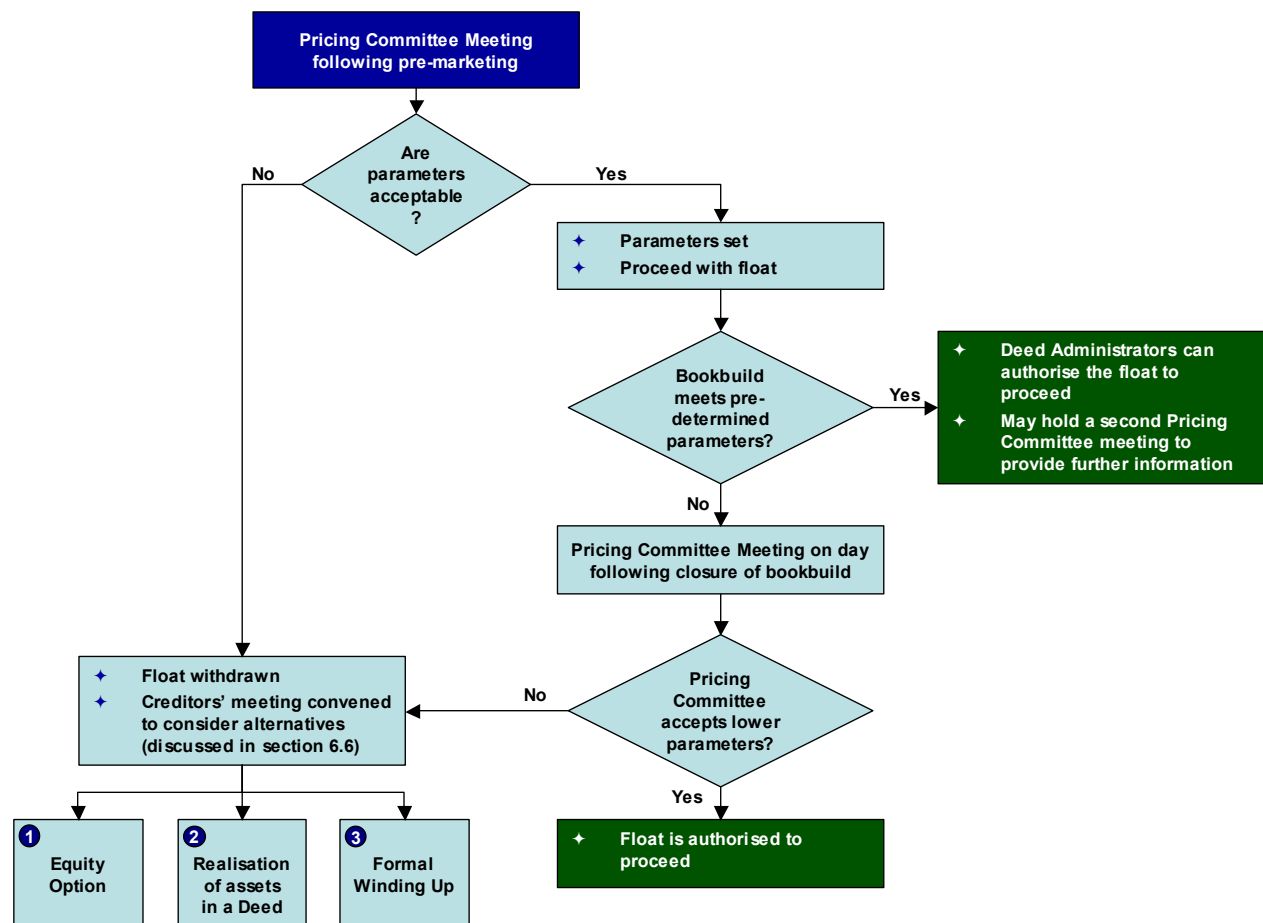 Pricing Committee Meeting
following pre-marketing
Are
parameters
acceptable
?
No
Yes
✦ Parameters set
✦ Proceed with float
Bookbuild
meets pre-
determined
parameters?
Yes
✦ Deed Administrators can
authorise the float to
proceed
✦ May hold a second Pricing
Committee meeting to
provide further information
No
Pricing Committee Meeting on day
following closure of bookbuild
Pricing
Committee
accepts lower
parameters?
No
✦ Float withdrawn
✦ Creditors’ meeting convened
to consider alternatives
(discussed in section 6.6)
Yes
✦ Float is authorised to
proceed
1
Equity
Option
2
Realisation
of assets
in a Deed
3
Formal
Winding Up